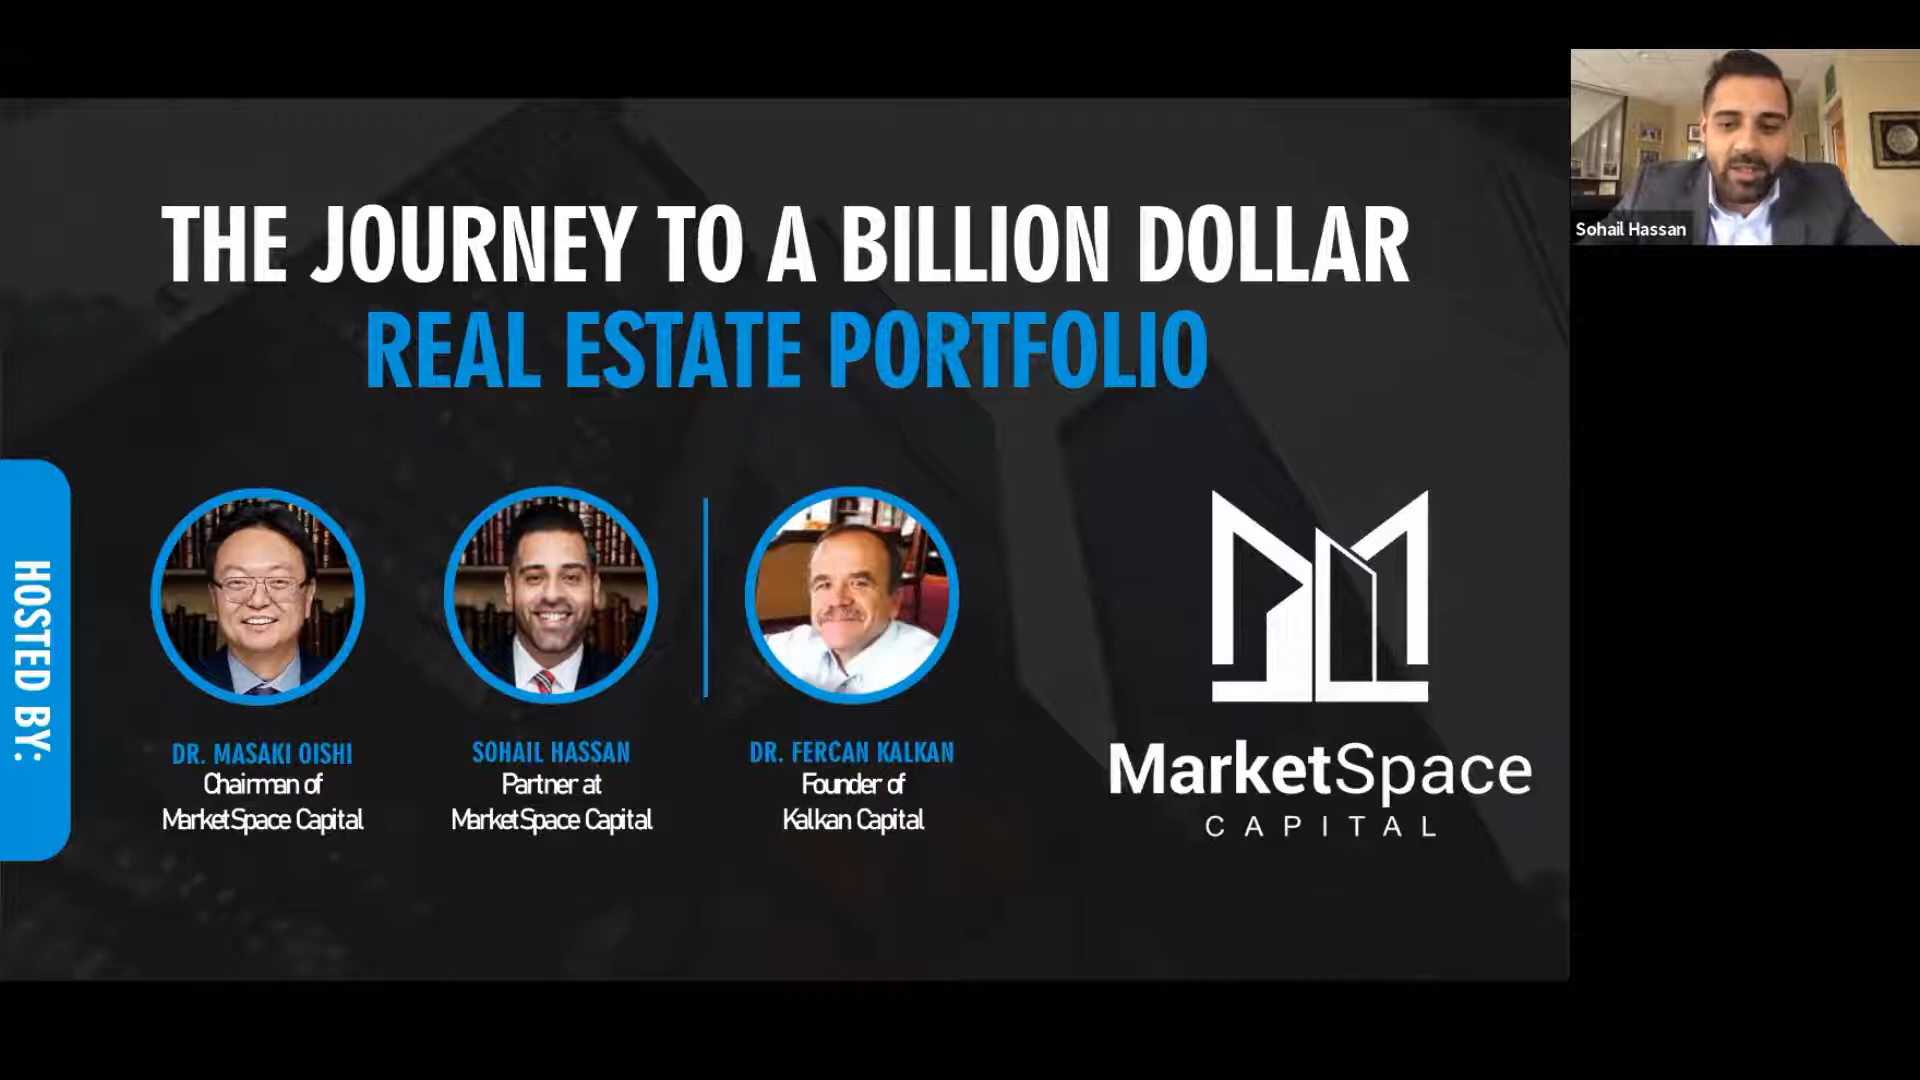 THE JOURNEY TO A BILLION DOLLAR
REAL ESTATE PORTFOLIO
HOSTED BY:
DR. MASAKI OISHI
Chairman of
MarketSpace Capital
SOHAIL HASSAN
Partner at
MarketSpace Capital
DR. FERCAN KALKAN
Founder of
Kalkan Capital
MarketSpace
CAPITAL
Sohail Hassan